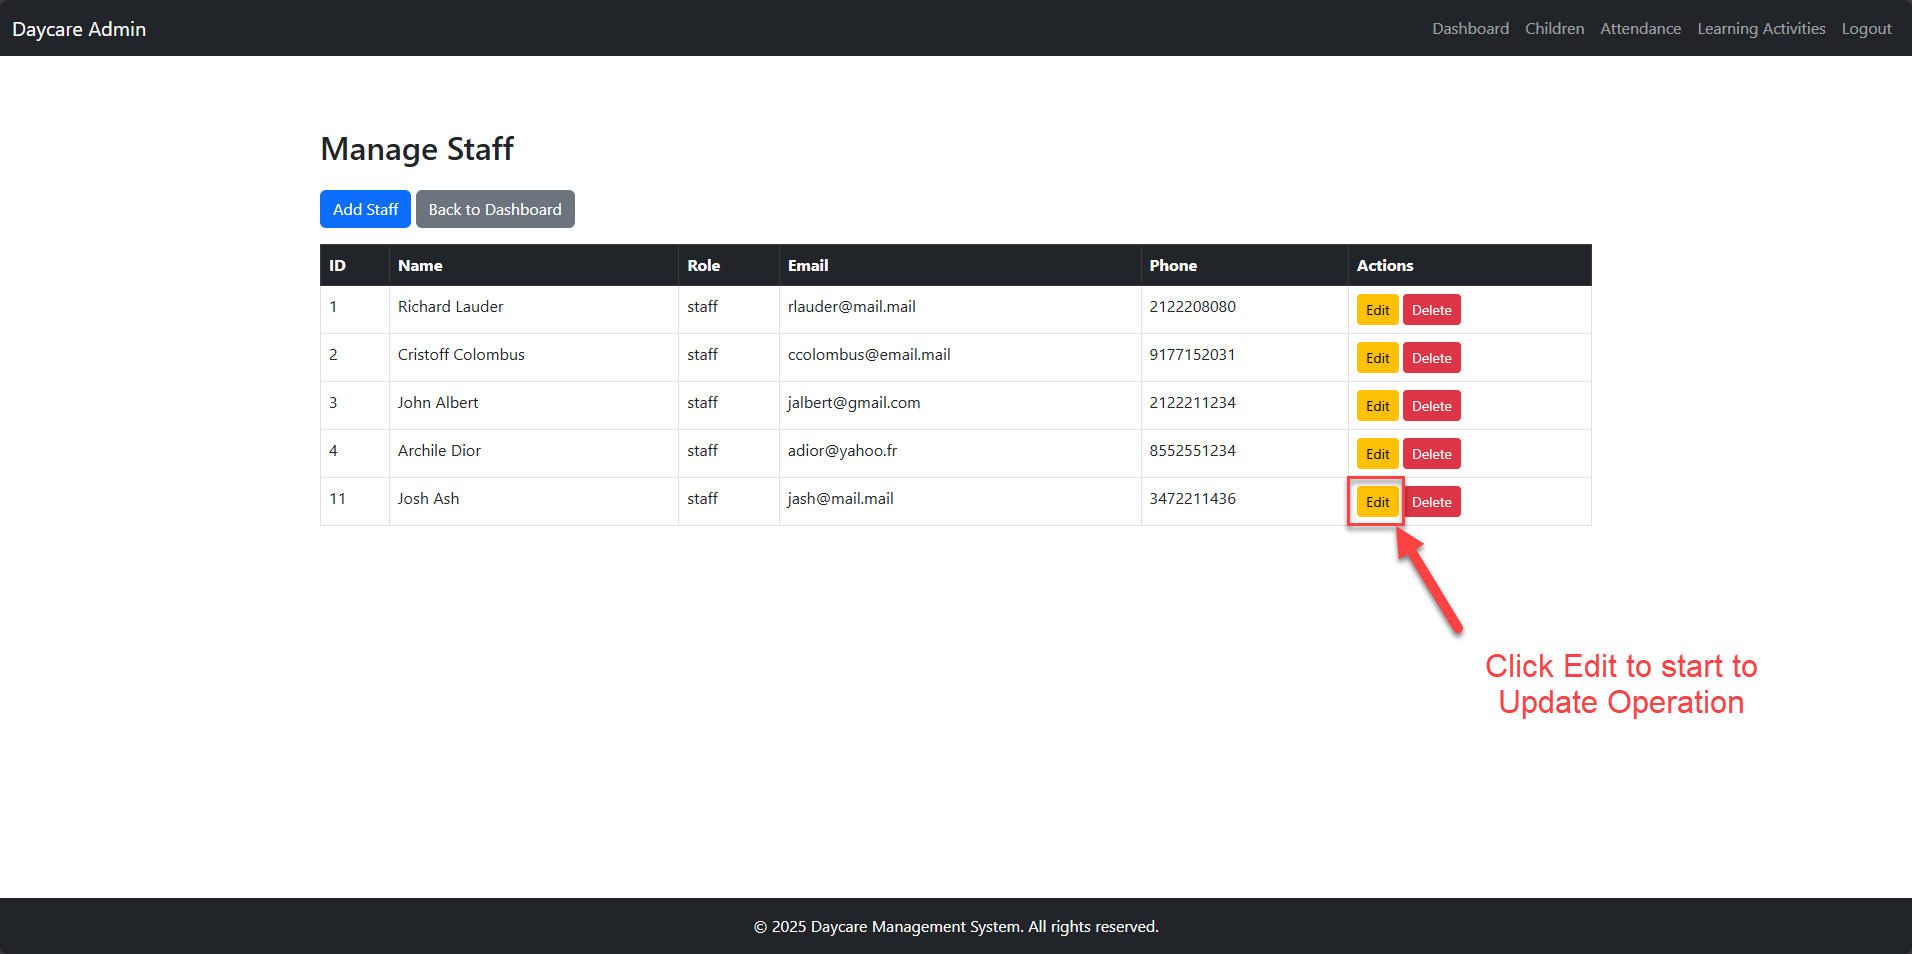 Daycare Admin Dashboard Children Attendance Learning Activities Logout
Manage Staff
Add Staff Back to Dashboard
ID Name Role Email Phone Actions
1 Richard Lauder staff rlauder@mail.mail 2122208080 Edit Delete
2 Cristoff Colombus staff ccolombus@email.mail 9177152031 Edit Delete
3 John Albert staff jalbert@gmail.com 2122211234 Edit Delete
4 Archile Dior staff adior@yahoo.fr 8552551234 Edit Delete
11 Josh Ash staff jash@mail.mail 3472211436 Edit Delete
Click Edit to start to
Update Operation
© 2025 Daycare Management System. All rights reserved.